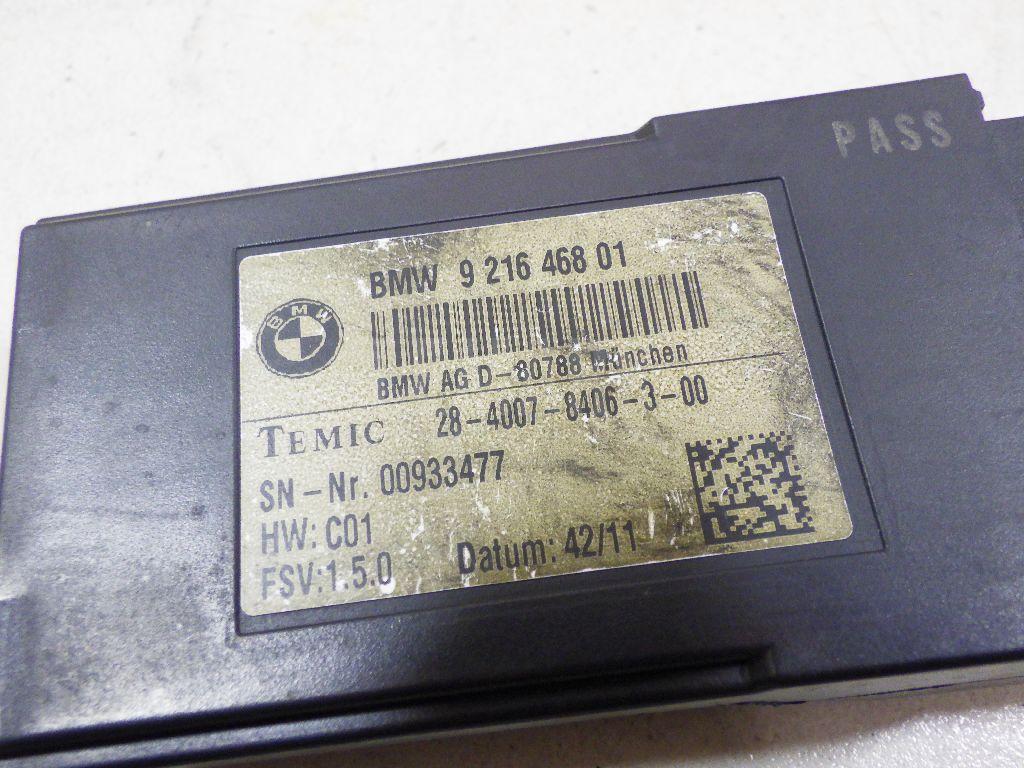 PASS
BMW 9 216 468 01
BMW
BMW AG D-80788 München
TEMIC 28-4007-8406-3-00
SN-Nr. 00933477
HW: C01
FSV:1.5.0 Datum: 42/11